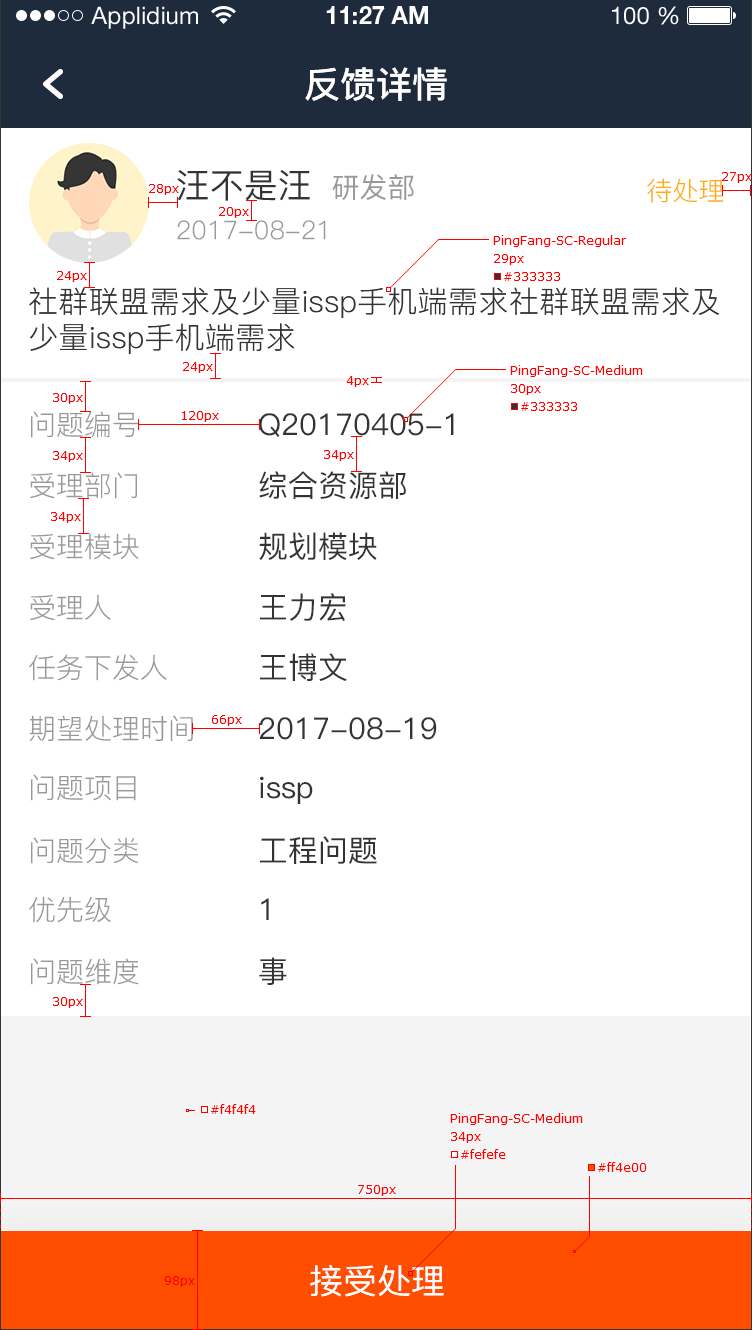 Applidium 11:27 AM 100 %
反馈详情
28px 汪不是汪 研发部 待处理 27px
20px
2017-08-21
PingFang-SC-Regular
29px
#333333
24px
社群联盟需求及少量issp手机端需求社群联盟需求及
少量issp手机端需求
24px
PingFang-SC-Medium
30px
#333333
4px
30px
问题编号 120px Q20170405-1
34px 34px
受理部门 综合资源部
34px
受理模块 规划模块
受理人 王力宏
任务下发人 王博文
期望处理时间 66px 2017-08-19
问题项目 issp
问题分类 工程问题
优先级 1
问题维度 事
30px
#f4f4f4
PingFang-SC-Medium
34px
#fefefe
#ff4e00
750px
98px 接受处理